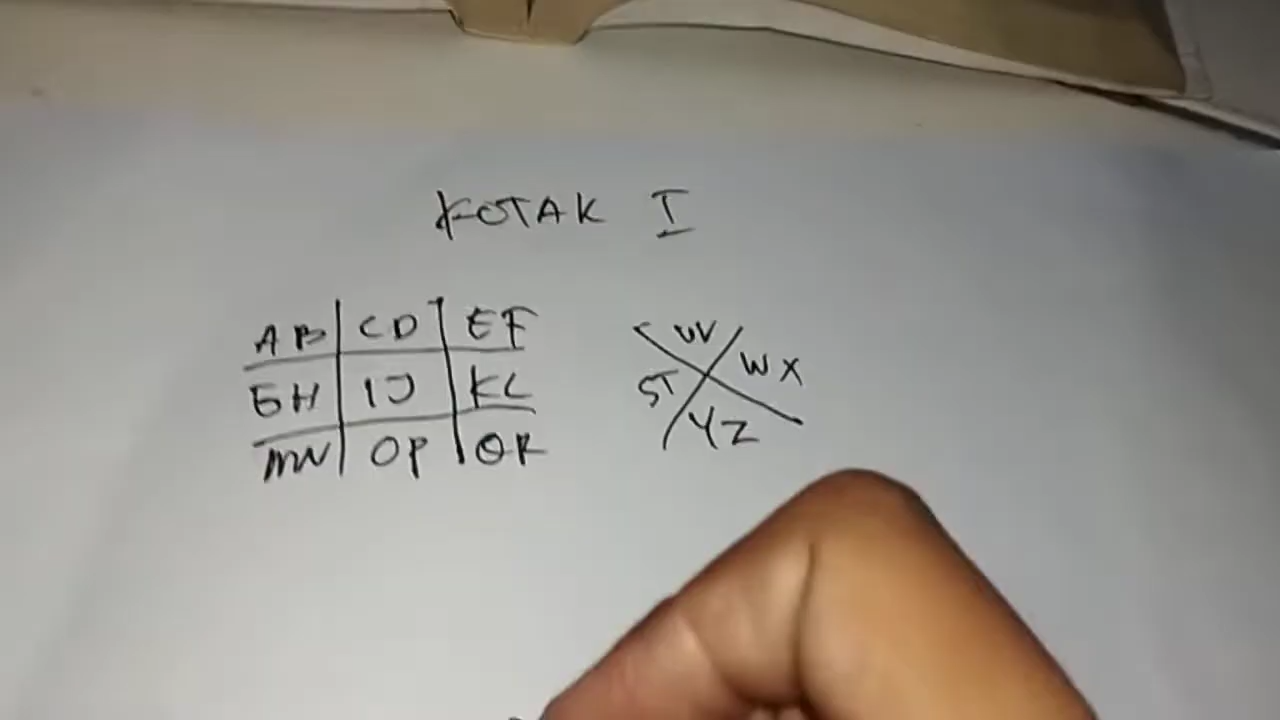 KOTAK I
AB CD EF
GH IJ KL
MN OP QR
UV
ST WX
YZ